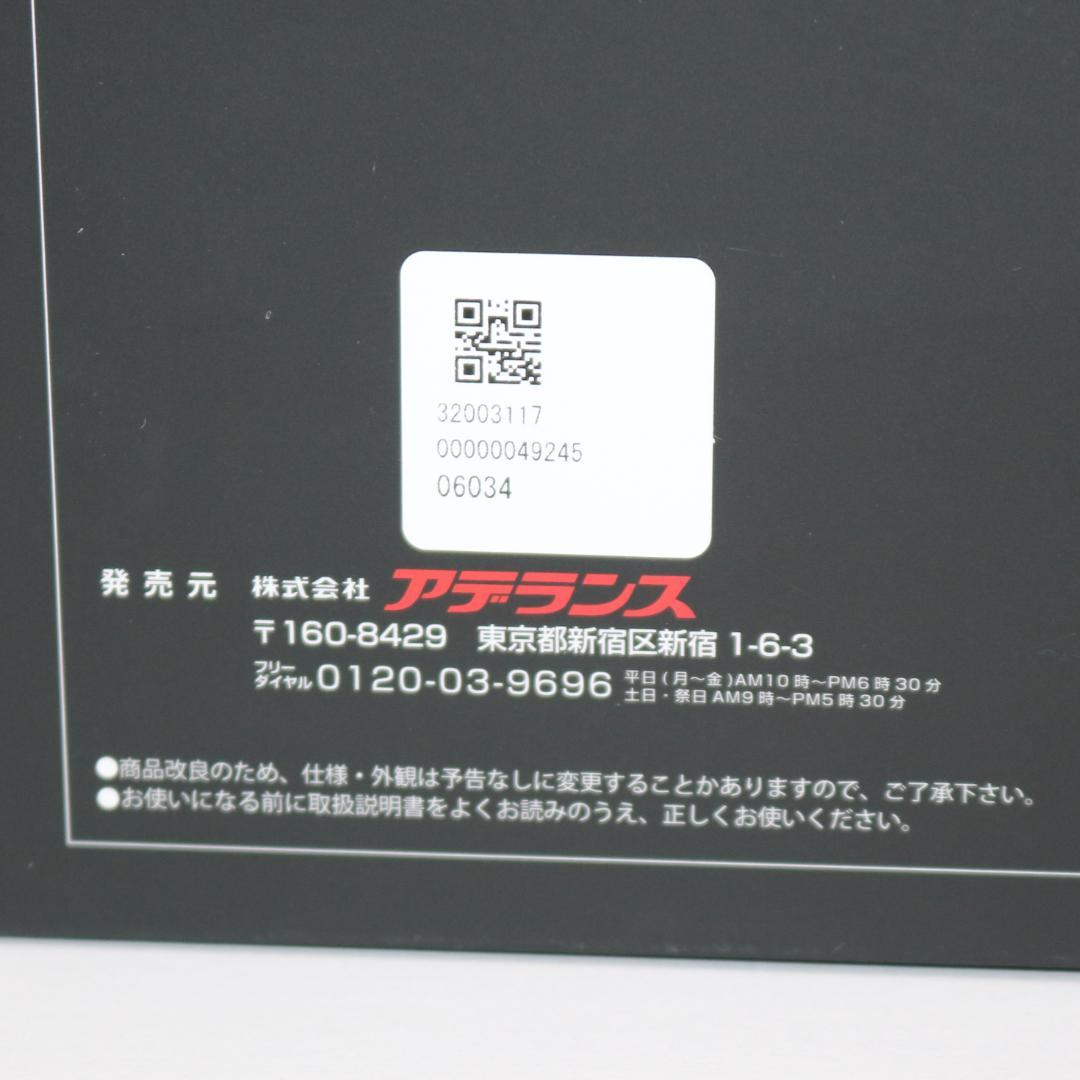 32003117
00000049245
06034
発売元 株式会社 アデランス
〒160-8429 東京都新宿区新宿 1-6-3
フリーダイヤル 0120-03-9696 平日(月〜金)AM10時〜PM6時30分
土日・祭日 AM9時〜PM5時30分
●商品改良のため、仕様・外観は予告なしに変更することかありますので、ご了承下さい。
●お使いになる前に取扱説明書をよくお読みのうえ、正しくお使いください。